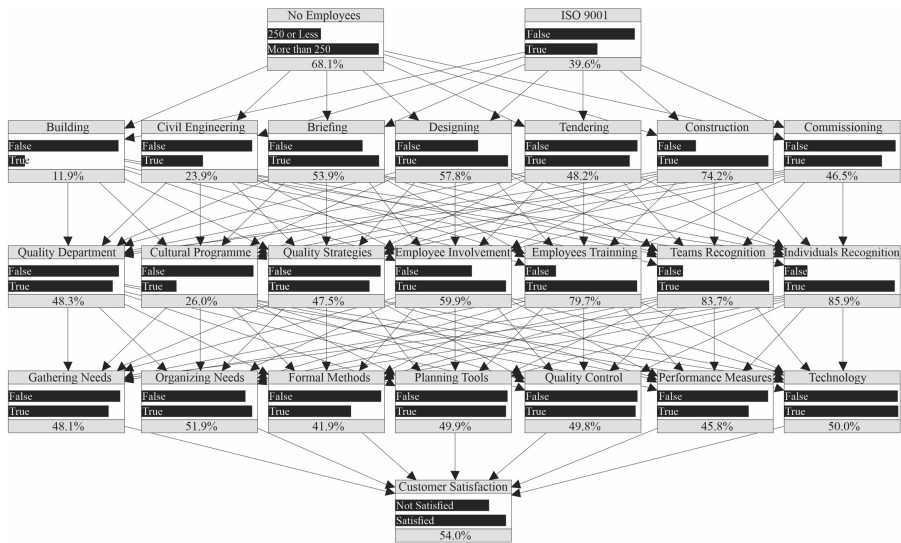 No Employees
250 or Less
More than 250
68.1%
ISO 9001
False
True
39.6%
Building
False
True
11.9%
Civil Engineering
False
True
23.9%
Briefing
False
True
53.9%
Designing
False
True
57.8%
Tendering
False
True
48.2%
Construction
False
True
74.2%
Commissioning
False
True
46.5%
Quality Department
False
True
48.3%
Cultural Programme
False
True
26.0%
Quality Strategies
False
True
47.5%
Employee Involvement
False
True
59.9%
Employees Trainning
False
True
79.7%
Teams Recognition
False
True
83.7%
Individuals Recognition
False
True
85.9%
Gathering Needs
False
True
48.1%
Organizing Needs
False
True
51.9%
Formal Methods
False
True
41.9%
Planning Tools
False
True
49.9%
Quality Control
False
True
49.8%
Performance Measures
False
True
45.8%
Technology
False
True
50.0%
Customer Satisfaction
Not Satisfied
Satisfied
54.0%